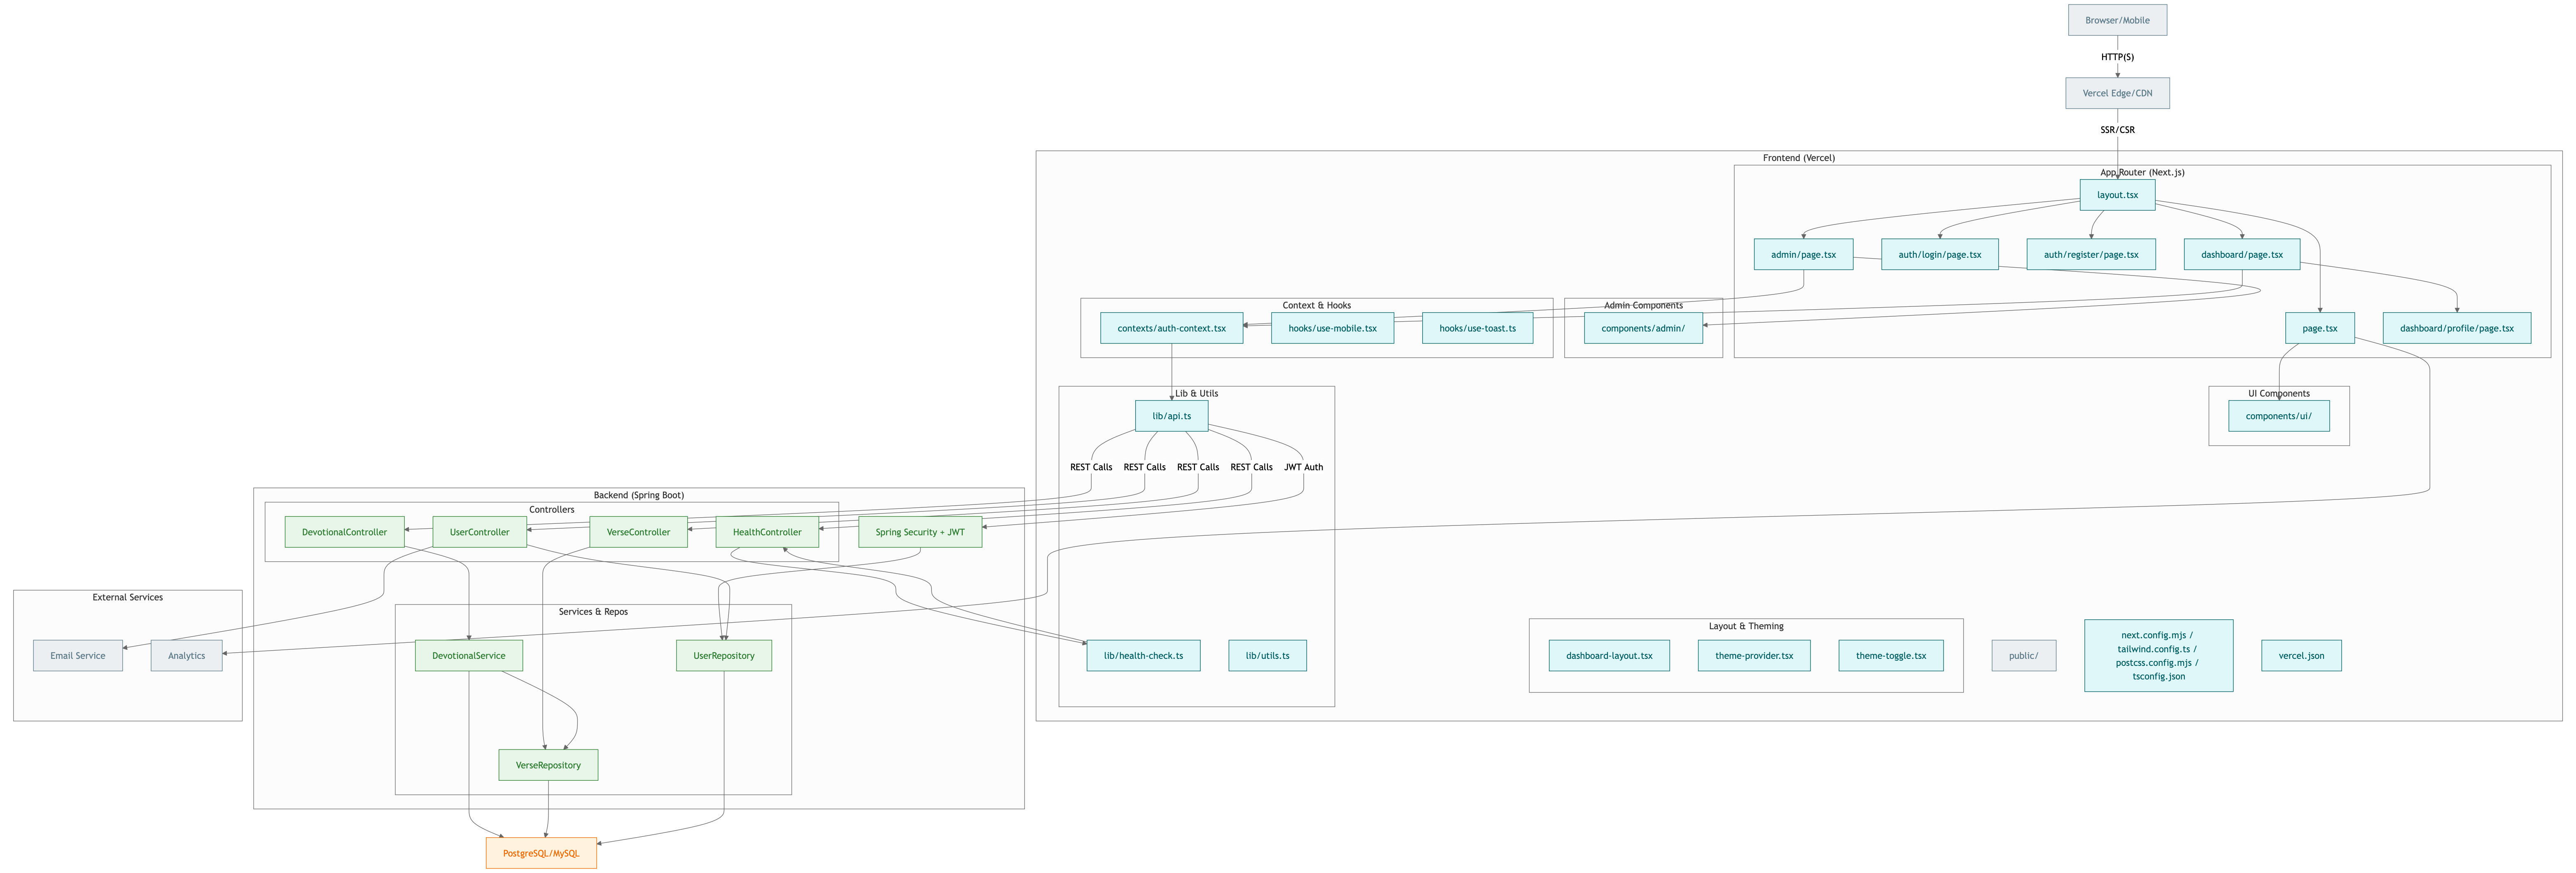 Browser/Mobile
HTTP(S)
Vercel Edge/CDN
SSR/CSR
Frontend (Vercel)
App Router (Next.js)
layout.tsx
admin/page.tsx
auth/login/page.tsx
auth/register/page.tsx
dashboard/page.tsx
Context & Hooks
Admin Components
contexts/auth-context.tsx
hooks/use-mobile.tsx
hooks/use-toast.ts
components/admin/
page.tsx
dashboard/profile/page.tsx
Lib & Utils
UI Components
lib/api.ts
components/ui/
REST Calls
REST Calls
REST Calls
REST Calls
JWT Auth
Backend (Spring Boot)
Controllers
DevotionalController
UserController
VerseController
HealthController
Spring Security + JWT
External Services
Services & Repos
Layout & Theming
Email Service
Analytics
DevotionalService
UserRepository
lib/health-check.ts
lib/utils.ts
dashboard-layout.tsx
theme-provider.tsx
theme-toggle.tsx
public/
next.config.mjs /
tailwind.config.ts /
postcss.config.mjs /
tsconfig.json
vercel.json
VerseRepository
PostgreSQL/MySQL